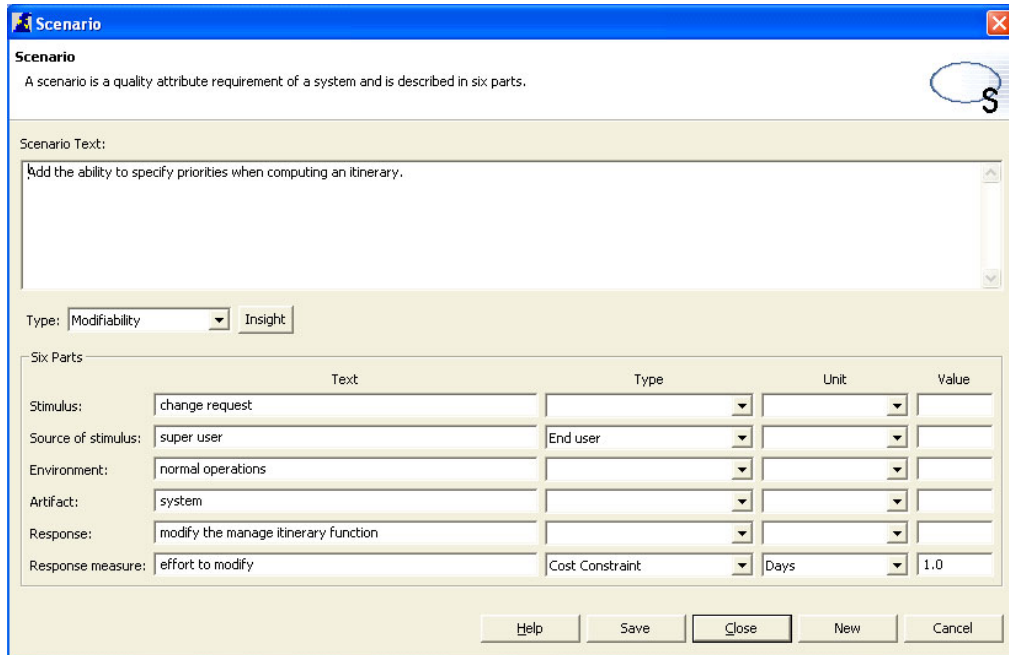 Scenario
Scenario
A scenario is a quality attribute requirement of a system and is described in six parts.
S
Scenario Text:
Add the ability to specify priorities when computing an itinerary.
Type: Modifiability Insight
Six Parts
Text Type Unit Value
Stimulus: change request
Source of stimulus: super user End user
Environment: normal operations
Artifact: system
Response: modify the manage itinerary function
Response measure: effort to modify Cost Constraint Days 1.0
Help Save Close New Cancel